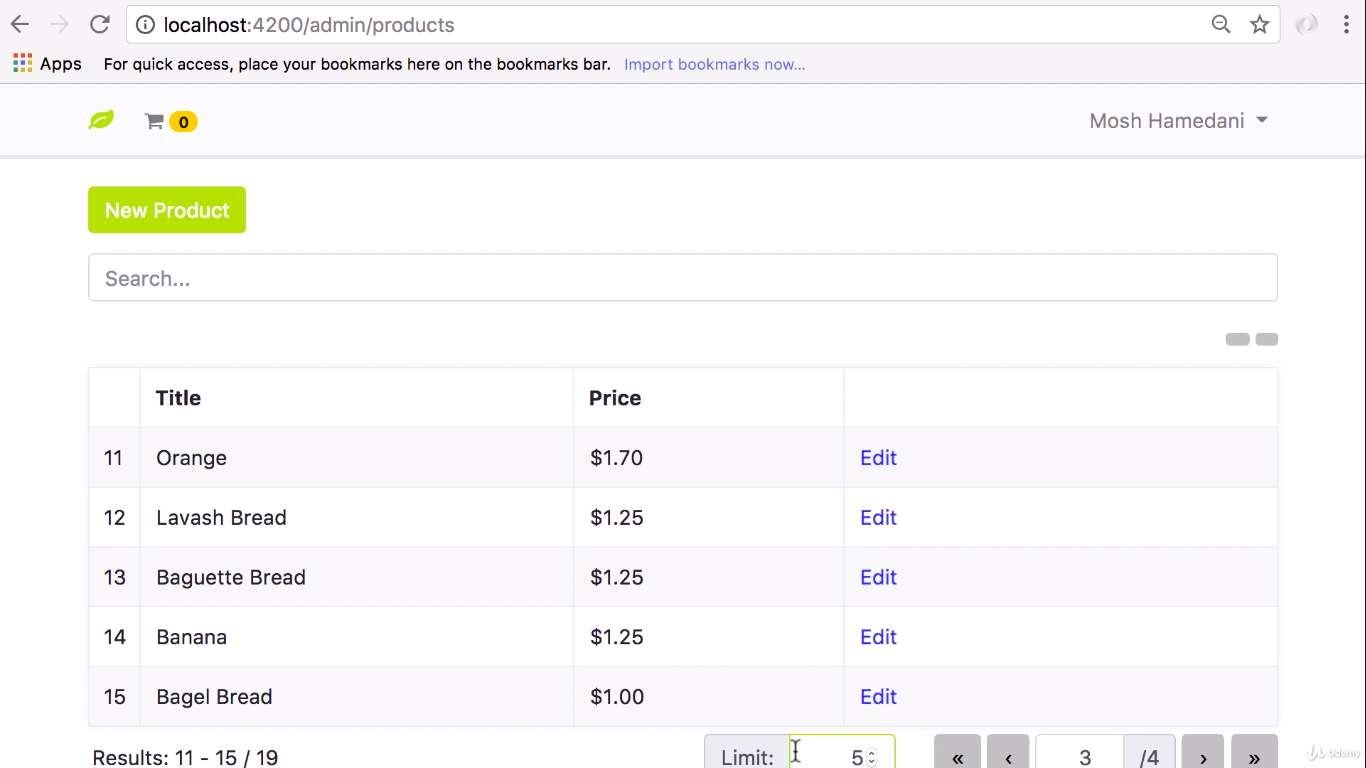 localhost:4200/admin/products
Apps For quick access, place your bookmarks here on the bookmarks bar. Import bookmarks now...
0 Mosh Hamedani
New Product
Search...
Title Price
11 Orange $1.70 Edit
12 Lavash Bread $1.25 Edit
13 Baguette Bread $1.25 Edit
14 Banana $1.25 Edit
15 Bagel Bread $1.00 Edit
Results: 11 - 15 / 19 Limit: 5 « ‹ 3 /4 › »
Udemy